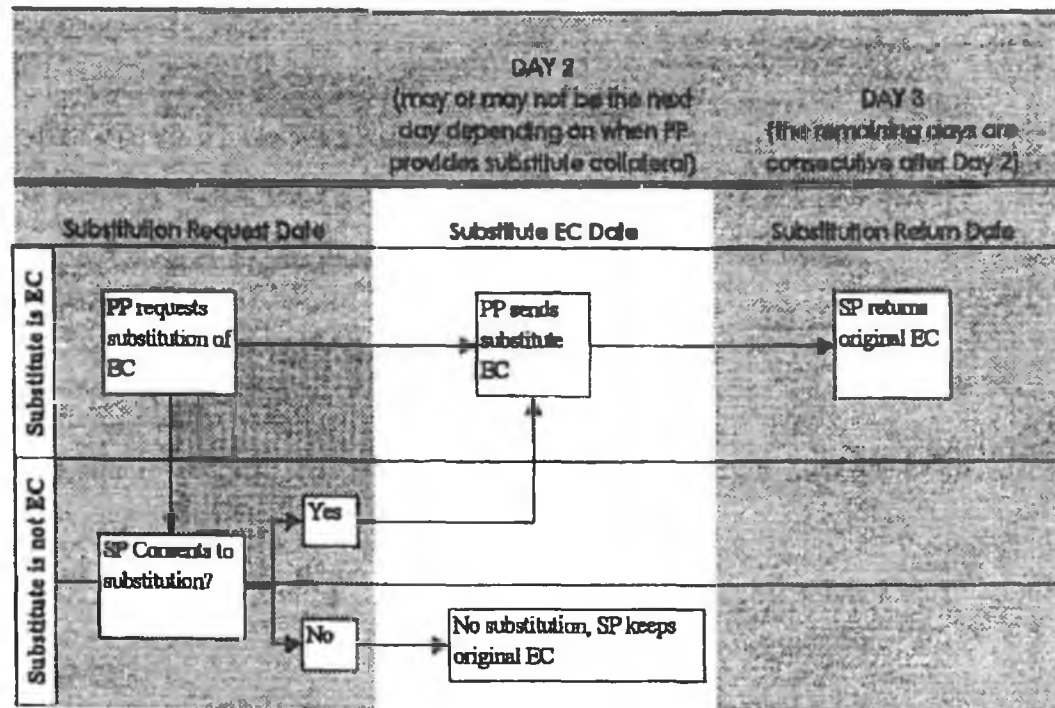 DAY 2
(may or may not be the next
day depending on when PP
provides substitute collateral)
DAY 3
(the remaining days are
consecutive after Day 2)
Substitution Request Date
Substitute EC Date
Substitution Return Date
Substitute is EC
PP requests
substitution of
EC
PP sends
substitute
EC
SP returns
original EC
Substitute is not EC
SP Consents to
substitution?
Yes
No
No substitution, SP keeps
original EC